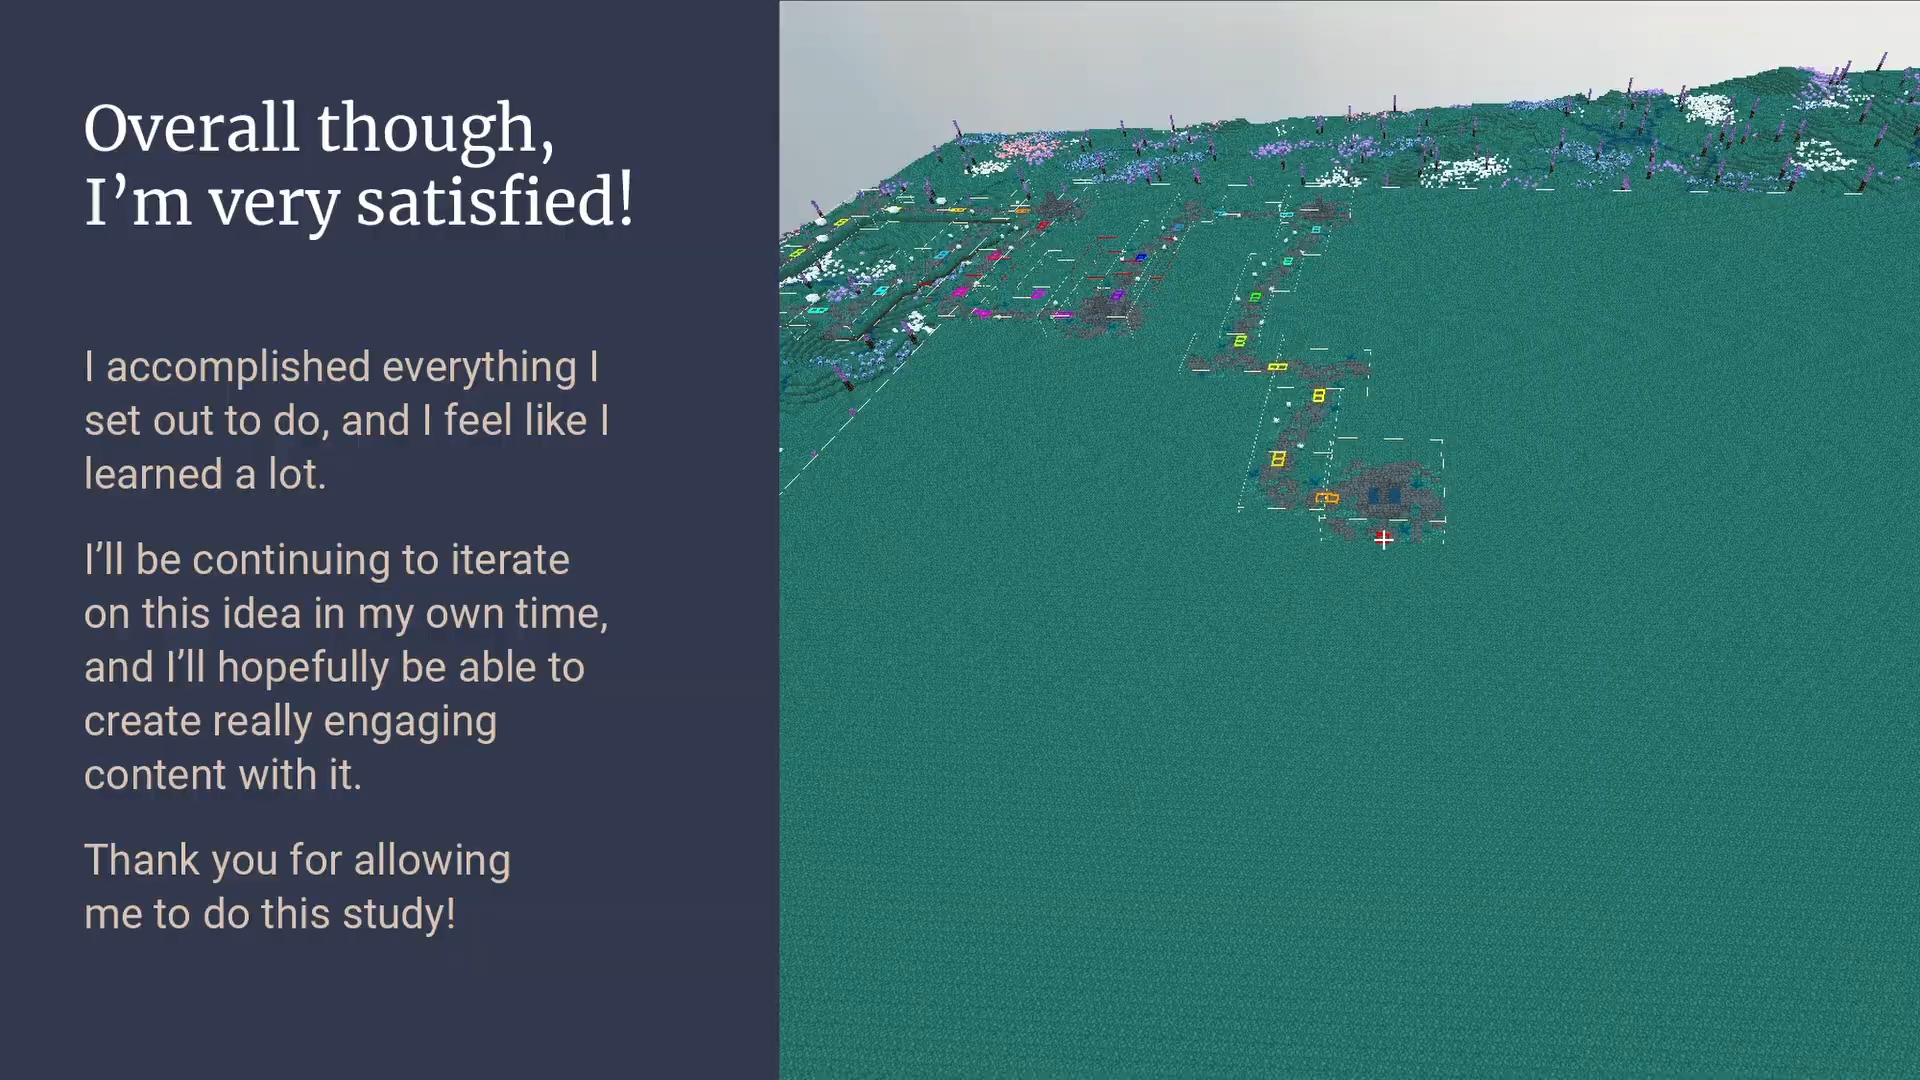 Overall though,
I’m very satisfied!
I accomplished everything I
set out to do, and I feel like I
learned a lot.
I’ll be continuing to iterate
on this idea in my own time,
and I’ll hopefully be able to
create really engaging
content with it.
Thank you for allowing
me to do this study!